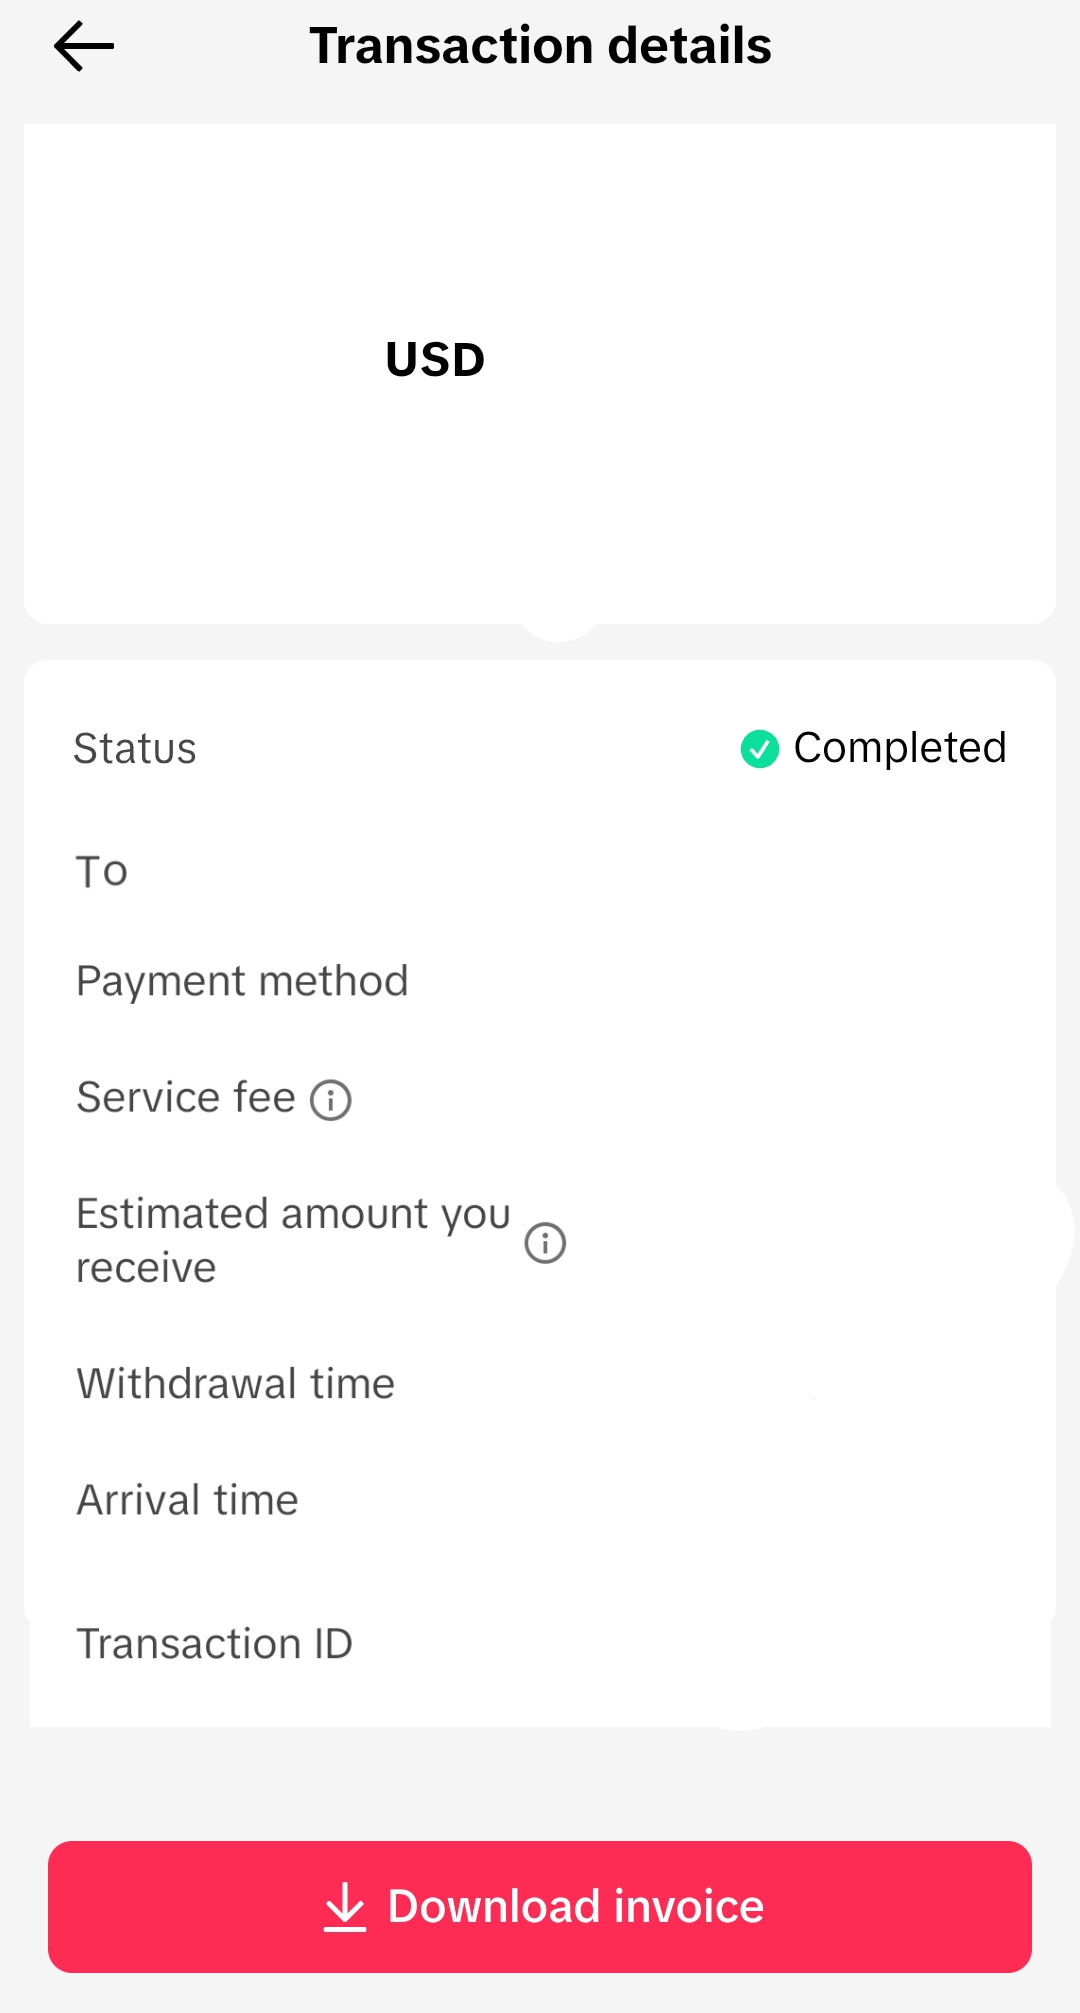 Transaction details
USD
Status
Completed
To
Payment method
Service fee
Estimated amount you
receive
Withdrawal time
Arrival time
Transaction ID
Download invoice